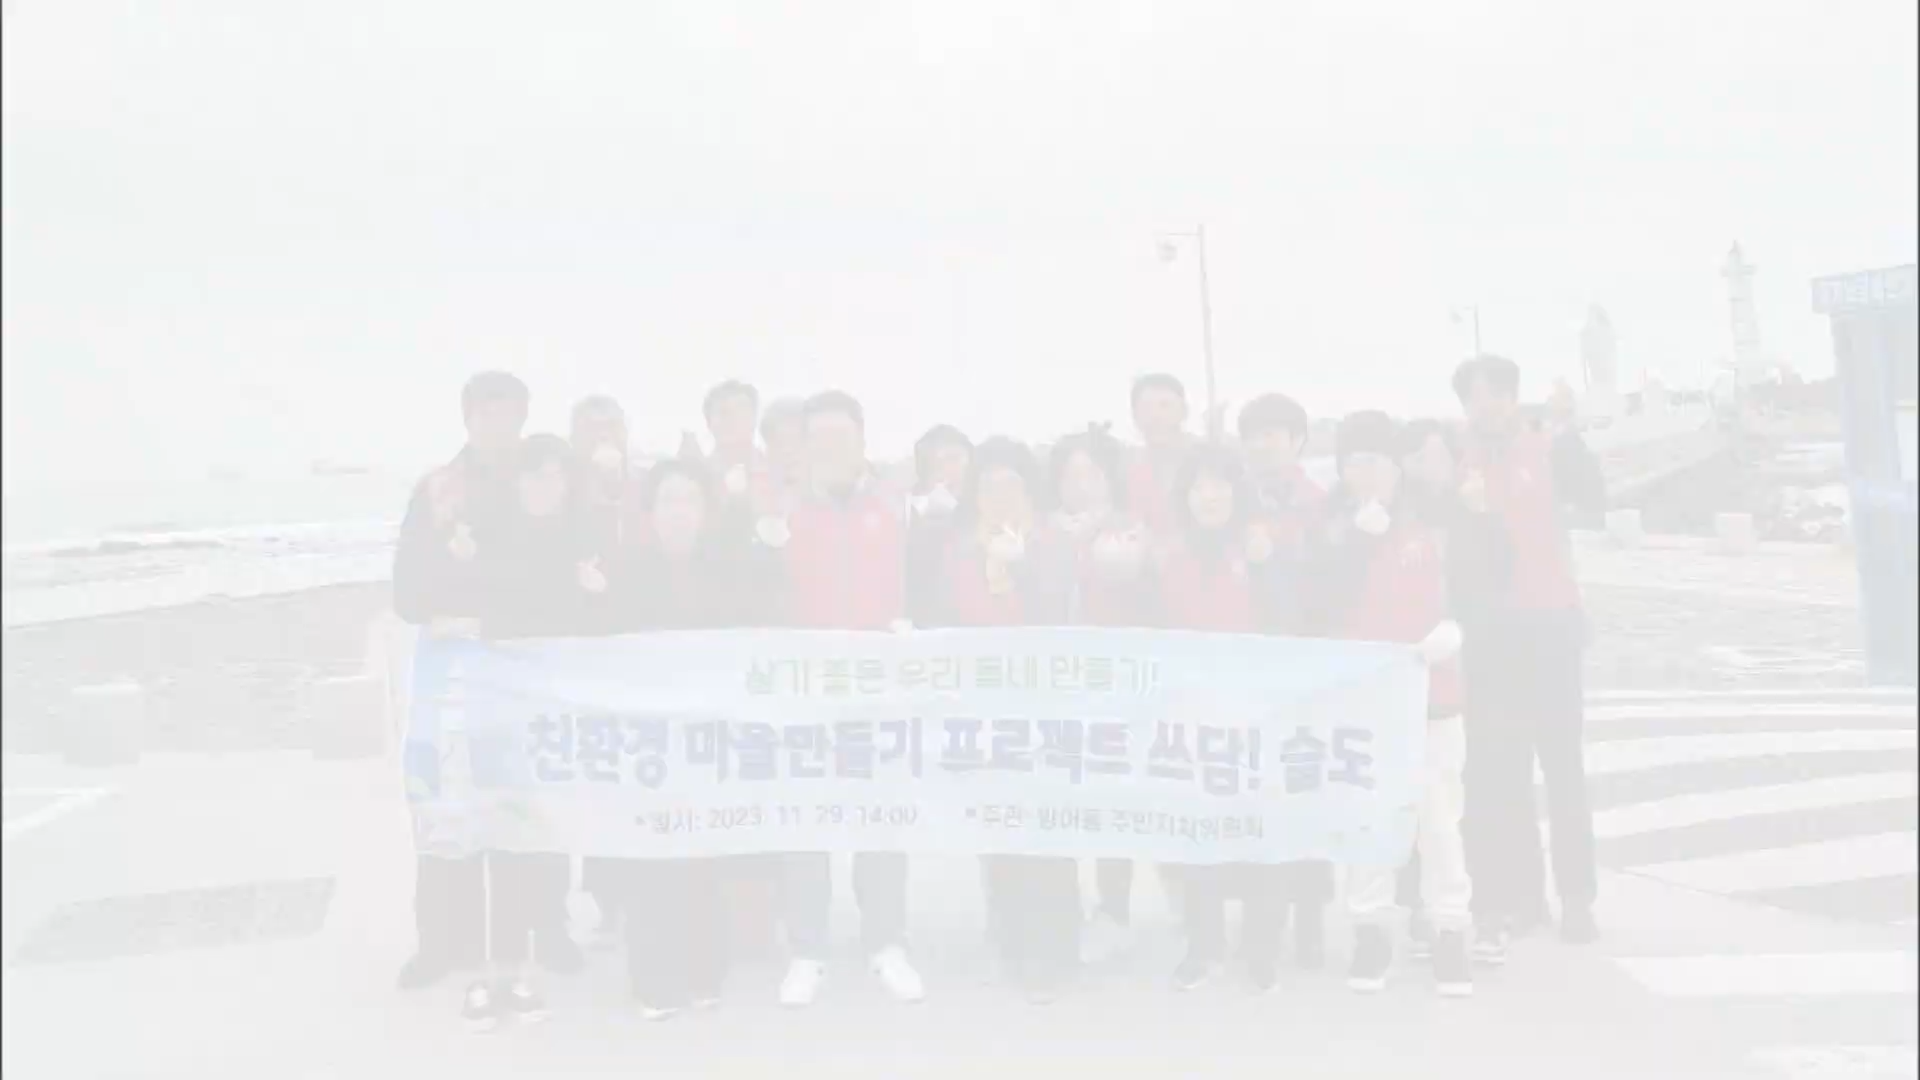 살기 좋은 우리 동네 만들기!
친환경 마을만들기 프로젝트 쓰담! 슬도
* 일시: 2023. 11. 29. 14:00 * 주관: 방어동 주민자치위원회